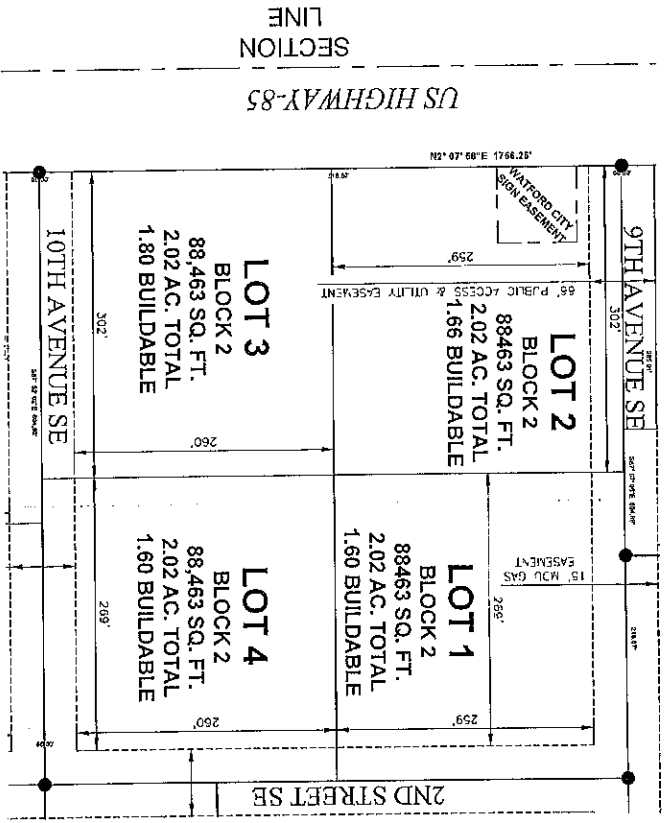 SECTION
LINE
US HIGHWAY-85
N2° 07' 58"E 1756.25'
WATFORD CITY
SIGN EASEMENT
9TH AVENUE SE
10TH AVENUE SE
2ND STREET SE
66' PUBLIC ACCESS & UTILITY EASEMENT
15' MDU GAS
EASEMENT
LOT 2
BLOCK 2
88463 SQ. FT.
2.02 AC. TOTAL
1.66 BUILDABLE
259'
302'
LOT 3
BLOCK 2
88,463 SQ. FT.
2.02 AC. TOTAL
1.80 BUILDABLE
302'
260'
LOT 1
BLOCK 2
88463 SQ. FT.
2.02 AC. TOTAL
1.60 BUILDABLE
269'
259'
LOT 4
BLOCK 2
88,463 SQ. FT.
2.02 AC. TOTAL
1.60 BUILDABLE
269'
260'